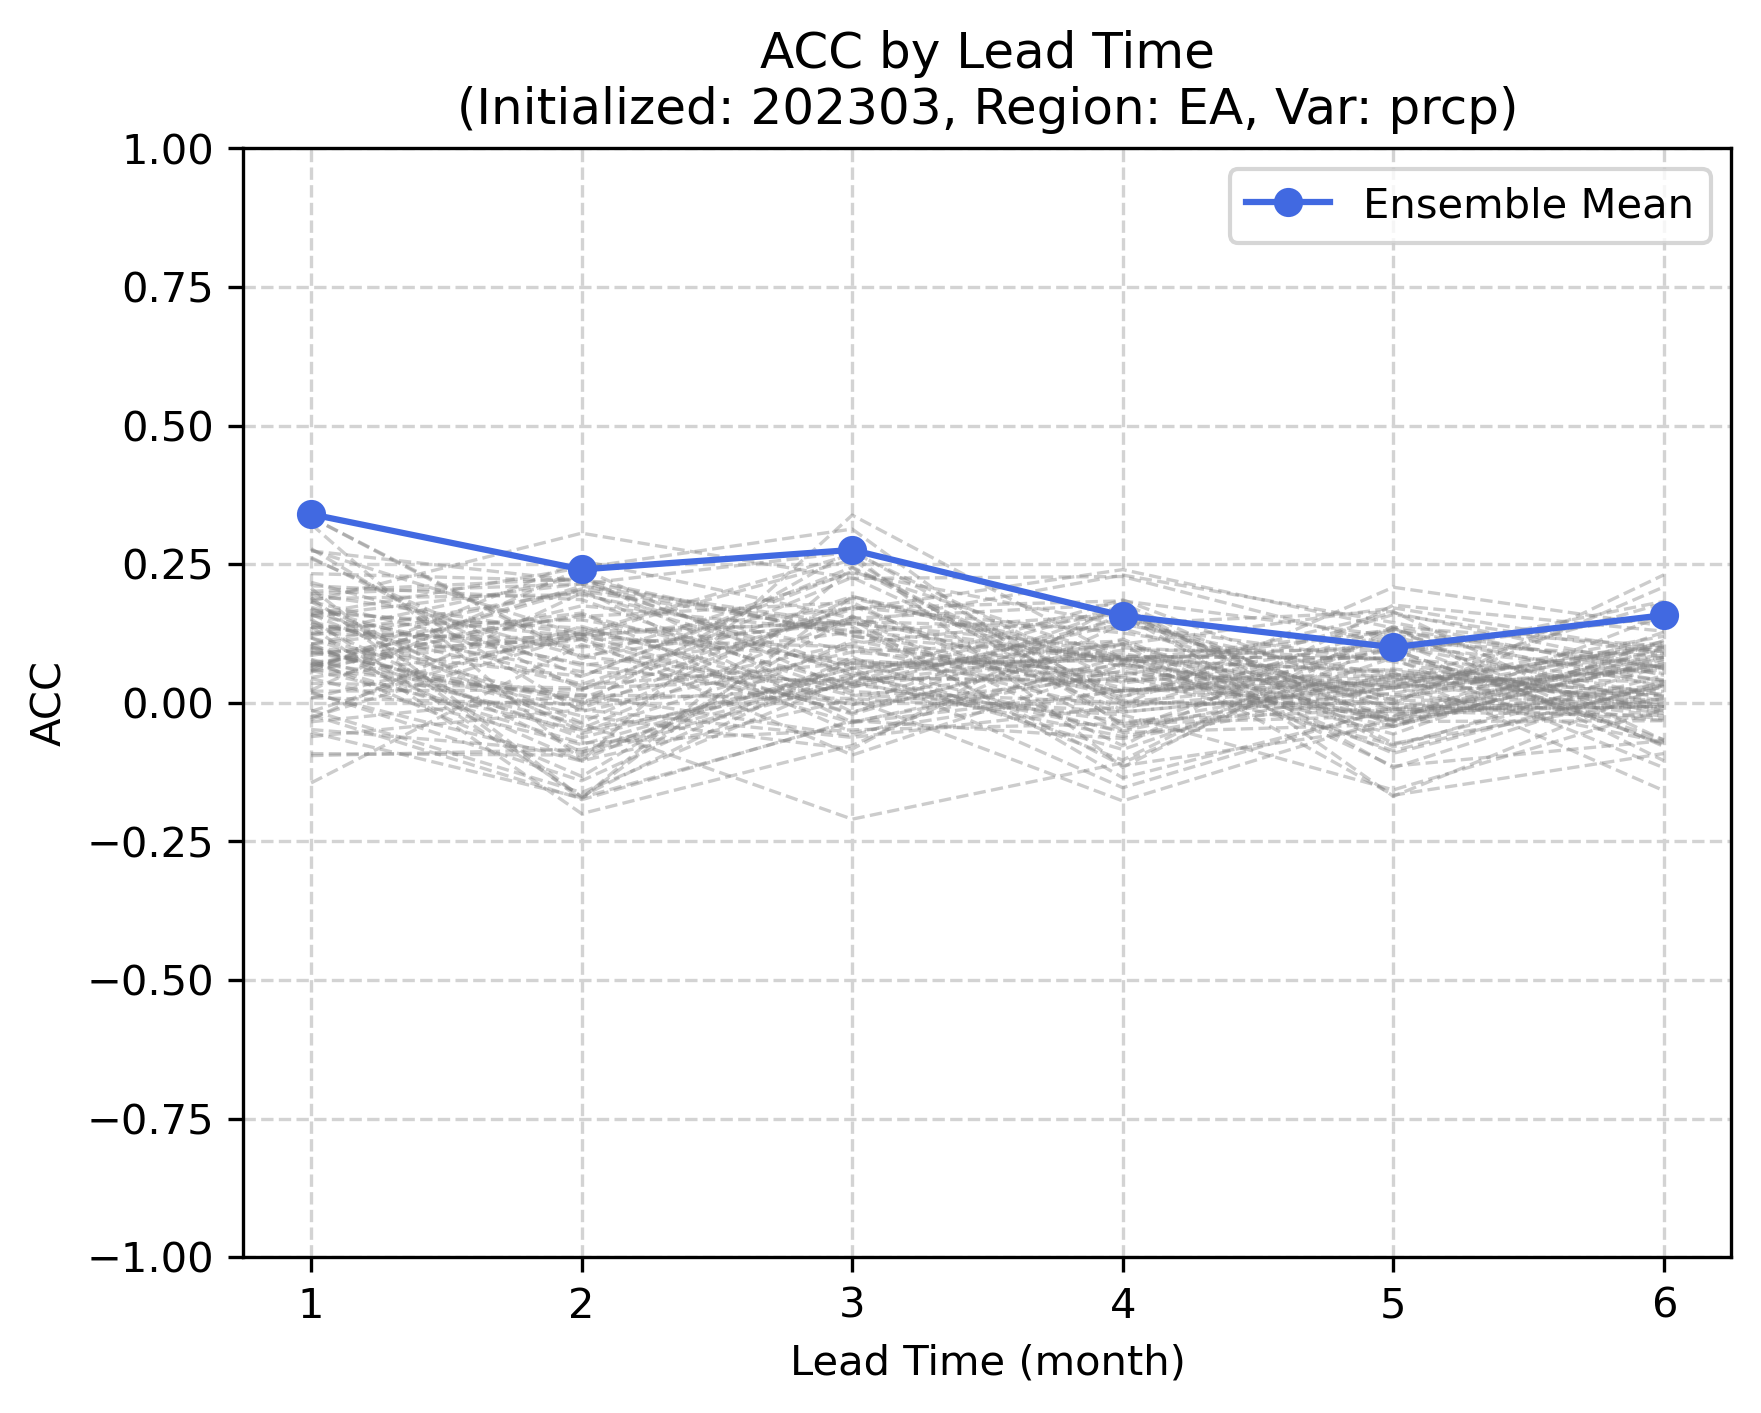 ACC by Lead Time
(Initialized: 202303, Region: EA, Var: prcp)
Ensemble Mean
1.00
0.75
0.50
0.25
0.00
−0.25
−0.50
−0.75
−1.00
ACC
1 2 3 4 5 6
Lead Time (month)